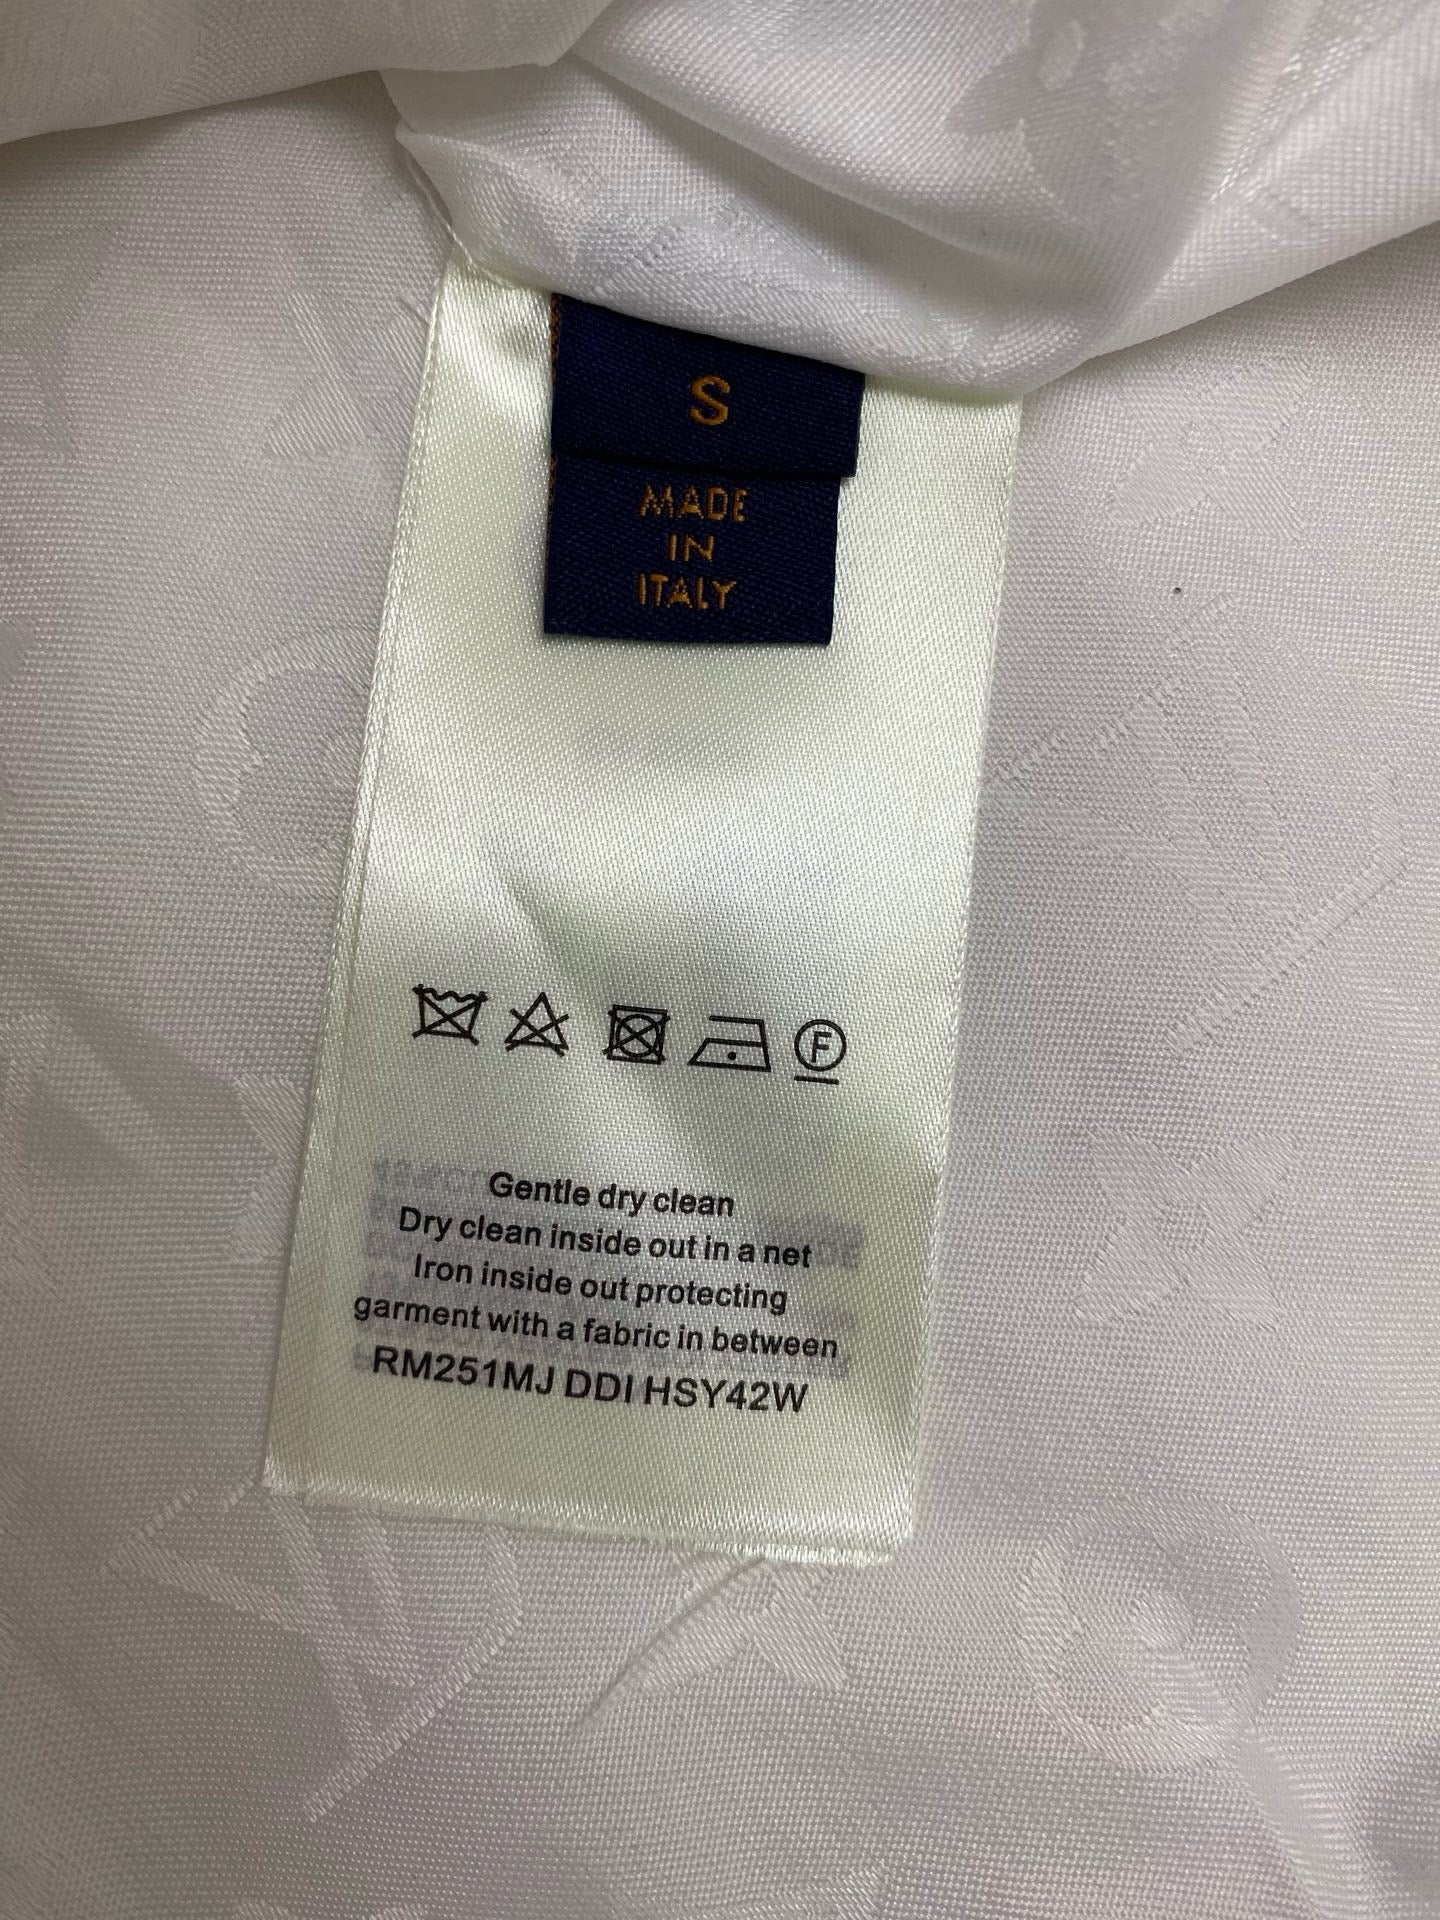 S
MADE
IN
ITALY
F
Gentle dry clean
Dry clean inside out in a net
Iron inside out protecting
garment with a fabric in between
RM251MJ DDI HSY42W